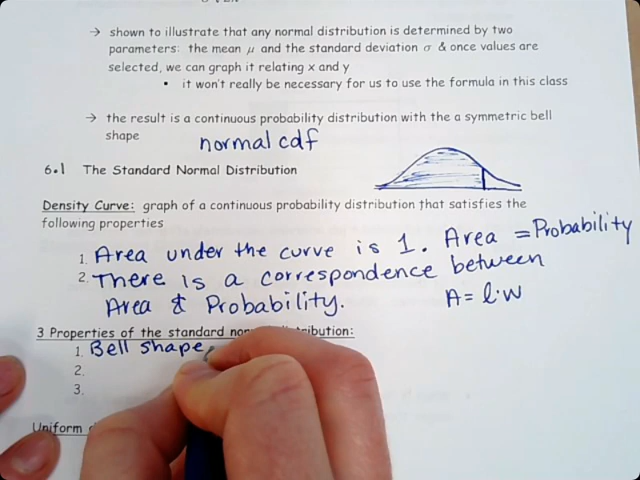 → shown to illustrate that any normal distribution is determined by two
parameters: the mean μ and the standard deviation σ & once values are
selected, we can graph it relating x and y
• it won't really be necessary for us to use the formula in this class
→ the result is a continuous probability distribution with the a symmetric bell
shape
normal cdf
6.1 The Standard Normal Distribution
Density Curve: graph of a continuous probability distribution that satisfies the
following properties
1. Area under the curve is 1. Area = Probability
2. There is a correspondence between
Area & Probability. A = l·w
3 Properties of the standard distribution:
1. Bell shape
2.
3.
Uniform